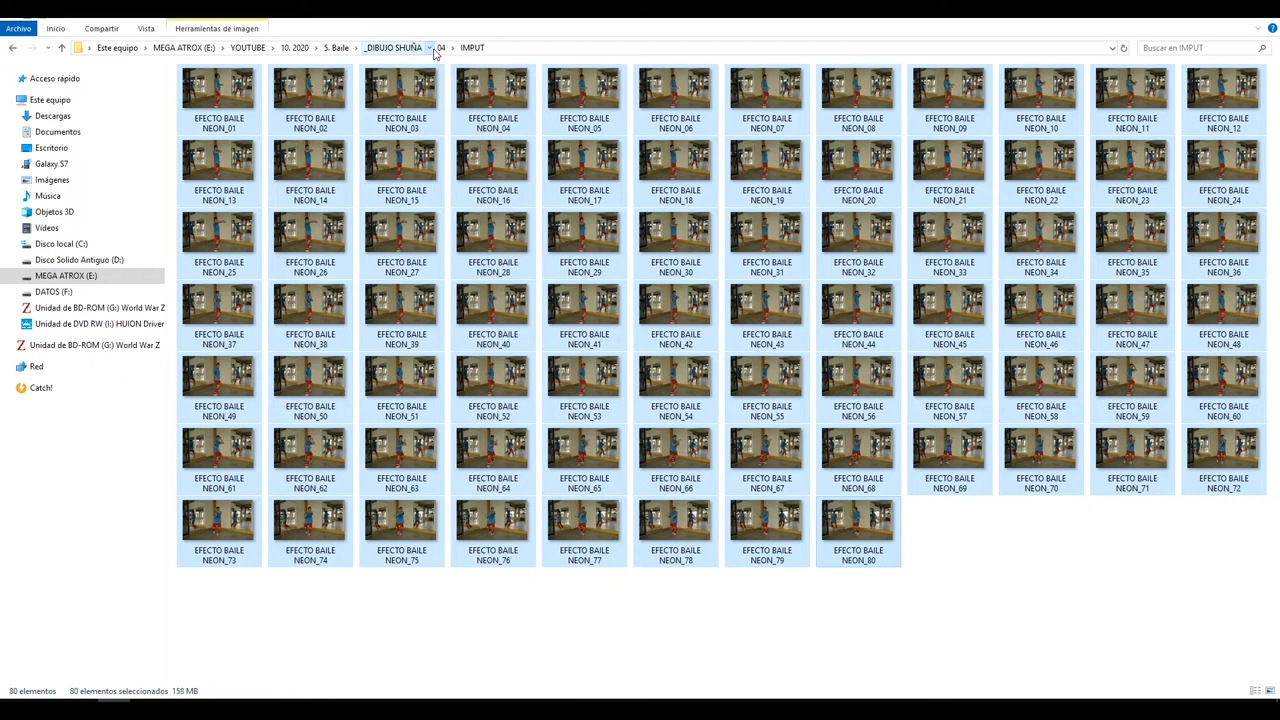 Archivo Inicio Compartir Vista Herramientas de imagen
Este equipo > MEGA ATROX (E:) > YOUTUBE > 10. 2020 > 5. Baile > _DIBUJO SHUÑA 04 > IMPUT
Buscar en IMPUT
Acceso rápido
Este equipo
Descargas
Documentos
Escritorio
Galaxy S7
Imágenes
Música
Objetos 3D
Vídeos
Disco local (C:)
Disco Solido Antiguo (D:)
MEGA ATROX (E:)
DATOS (F:)
Unidad de BD-ROM (G:) World War Z
Unidad de DVD RW (I:) HUION Driver
Unidad de BD-ROM (G:) World War Z
Red
Catch!
EFECTO BAILE NEON_01
EFECTO BAILE NEON_02
EFECTO BAILE NEON_03
EFECTO BAILE NEON_04
EFECTO BAILE NEON_05
EFECTO BAILE NEON_06
EFECTO BAILE NEON_07
EFECTO BAILE NEON_08
EFECTO BAILE NEON_09
EFECTO BAILE NEON_10
EFECTO BAILE NEON_11
EFECTO BAILE NEON_12
EFECTO BAILE NEON_13
EFECTO BAILE NEON_14
EFECTO BAILE NEON_15
EFECTO BAILE NEON_16
EFECTO BAILE NEON_17
EFECTO BAILE NEON_18
EFECTO BAILE NEON_19
EFECTO BAILE NEON_20
EFECTO BAILE NEON_21
EFECTO BAILE NEON_22
EFECTO BAILE NEON_23
EFECTO BAILE NEON_24
EFECTO BAILE NEON_25
EFECTO BAILE NEON_26
EFECTO BAILE NEON_27
EFECTO BAILE NEON_28
EFECTO BAILE NEON_29
EFECTO BAILE NEON_30
EFECTO BAILE NEON_31
EFECTO BAILE NEON_32
EFECTO BAILE NEON_33
EFECTO BAILE NEON_34
EFECTO BAILE NEON_35
EFECTO BAILE NEON_36
EFECTO BAILE NEON_37
EFECTO BAILE NEON_38
EFECTO BAILE NEON_39
EFECTO BAILE NEON_40
EFECTO BAILE NEON_41
EFECTO BAILE NEON_42
EFECTO BAILE NEON_43
EFECTO BAILE NEON_44
EFECTO BAILE NEON_45
EFECTO BAILE NEON_46
EFECTO BAILE NEON_47
EFECTO BAILE NEON_48
EFECTO BAILE NEON_49
EFECTO BAILE NEON_50
EFECTO BAILE NEON_51
EFECTO BAILE NEON_52
EFECTO BAILE NEON_53
EFECTO BAILE NEON_54
EFECTO BAILE NEON_55
EFECTO BAILE NEON_56
EFECTO BAILE NEON_57
EFECTO BAILE NEON_58
EFECTO BAILE NEON_59
EFECTO BAILE NEON_60
EFECTO BAILE NEON_61
EFECTO BAILE NEON_62
EFECTO BAILE NEON_63
EFECTO BAILE NEON_64
EFECTO BAILE NEON_65
EFECTO BAILE NEON_66
EFECTO BAILE NEON_67
EFECTO BAILE NEON_68
EFECTO BAILE NEON_69
EFECTO BAILE NEON_70
EFECTO BAILE NEON_71
EFECTO BAILE NEON_72
EFECTO BAILE NEON_73
EFECTO BAILE NEON_74
EFECTO BAILE NEON_75
EFECTO BAILE NEON_76
EFECTO BAILE NEON_77
EFECTO BAILE NEON_78
EFECTO BAILE NEON_79
EFECTO BAILE NEON_80
80 elementos 80 elementos seleccionados 158 MB